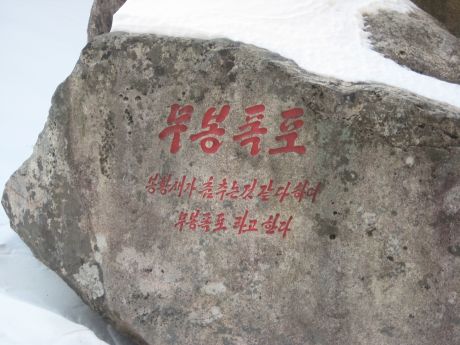 무봉폭포
봉황새가 춤추는것 같다하여
무봉폭포 라고 한다